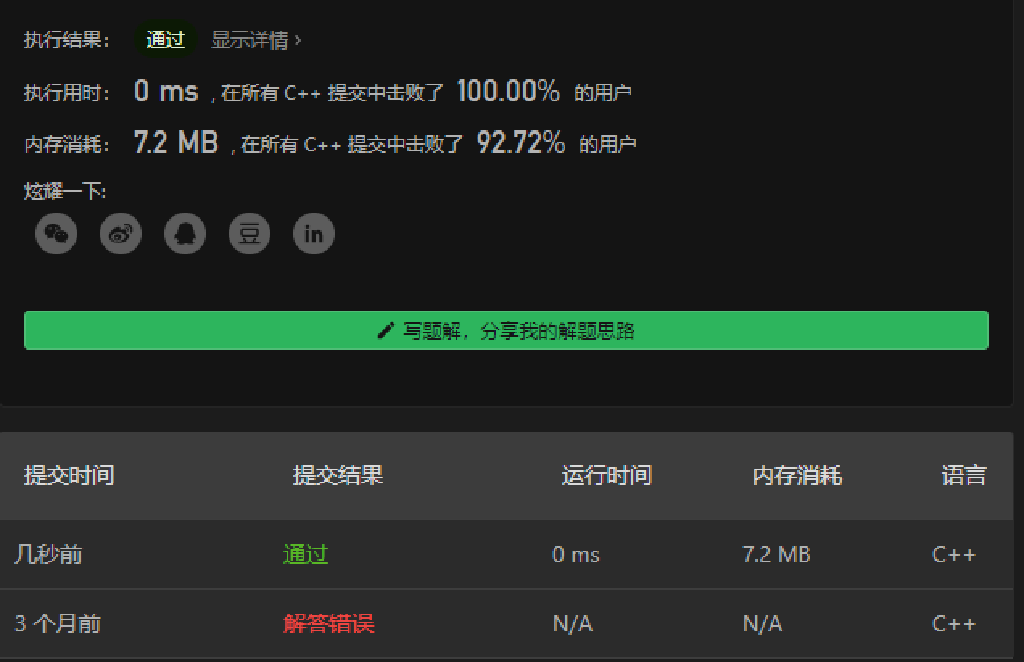 执行结果： 通过 显示详情 ›
执行用时： 0 ms , 在所有 C++ 提交中击败了 100.00% 的用户
内存消耗： 7.2 MB , 在所有 C++ 提交中击败了 92.72% 的用户
炫耀一下:
豆 in
写题解，分享我的解题思路
提交时间 提交结果 运行时间 内存消耗 语言
几秒前 通过 0 ms 7.2 MB C++
3 个月前 解答错误 N/A N/A C++